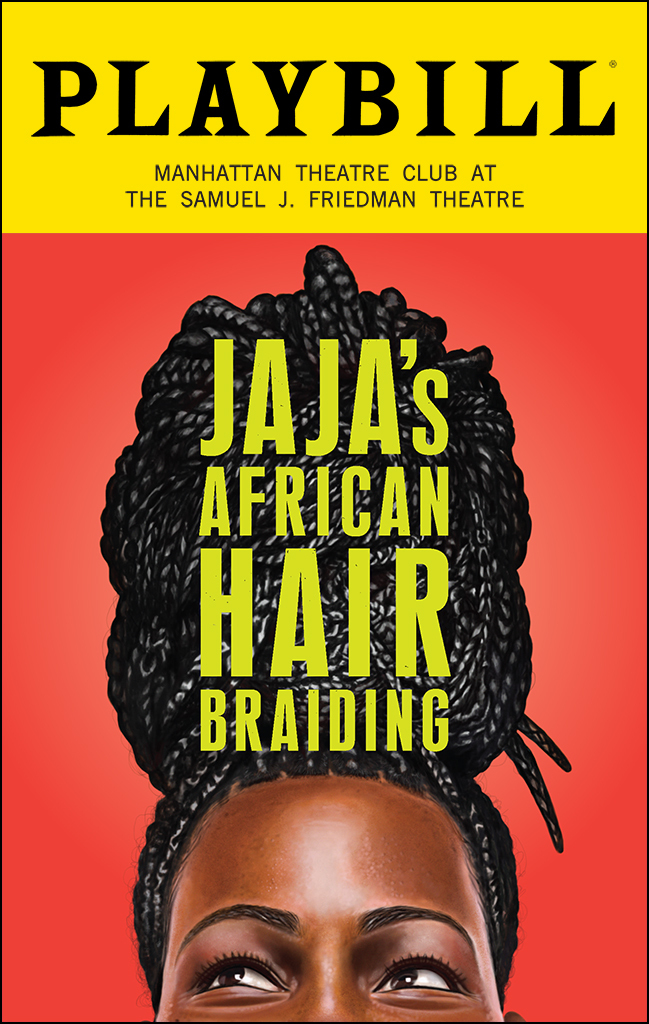 PLAYBILL®
MANHATTAN THEATRE CLUB AT
THE SAMUEL J. FRIEDMAN THEATRE
JAJA’S
AFRICAN
HAIR
BRAIDING